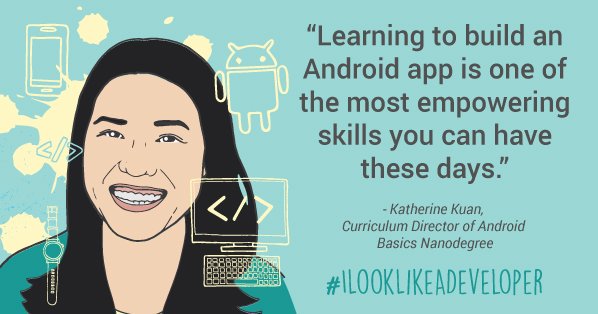 “Learning to build an
Android app is one of
the most empowering
skills you can have
these days.”
- Katherine Kuan,
Curriculum Director of Android
Basics Nanodegree
#ILOOKLIKEADEVELOPER
</>
</>